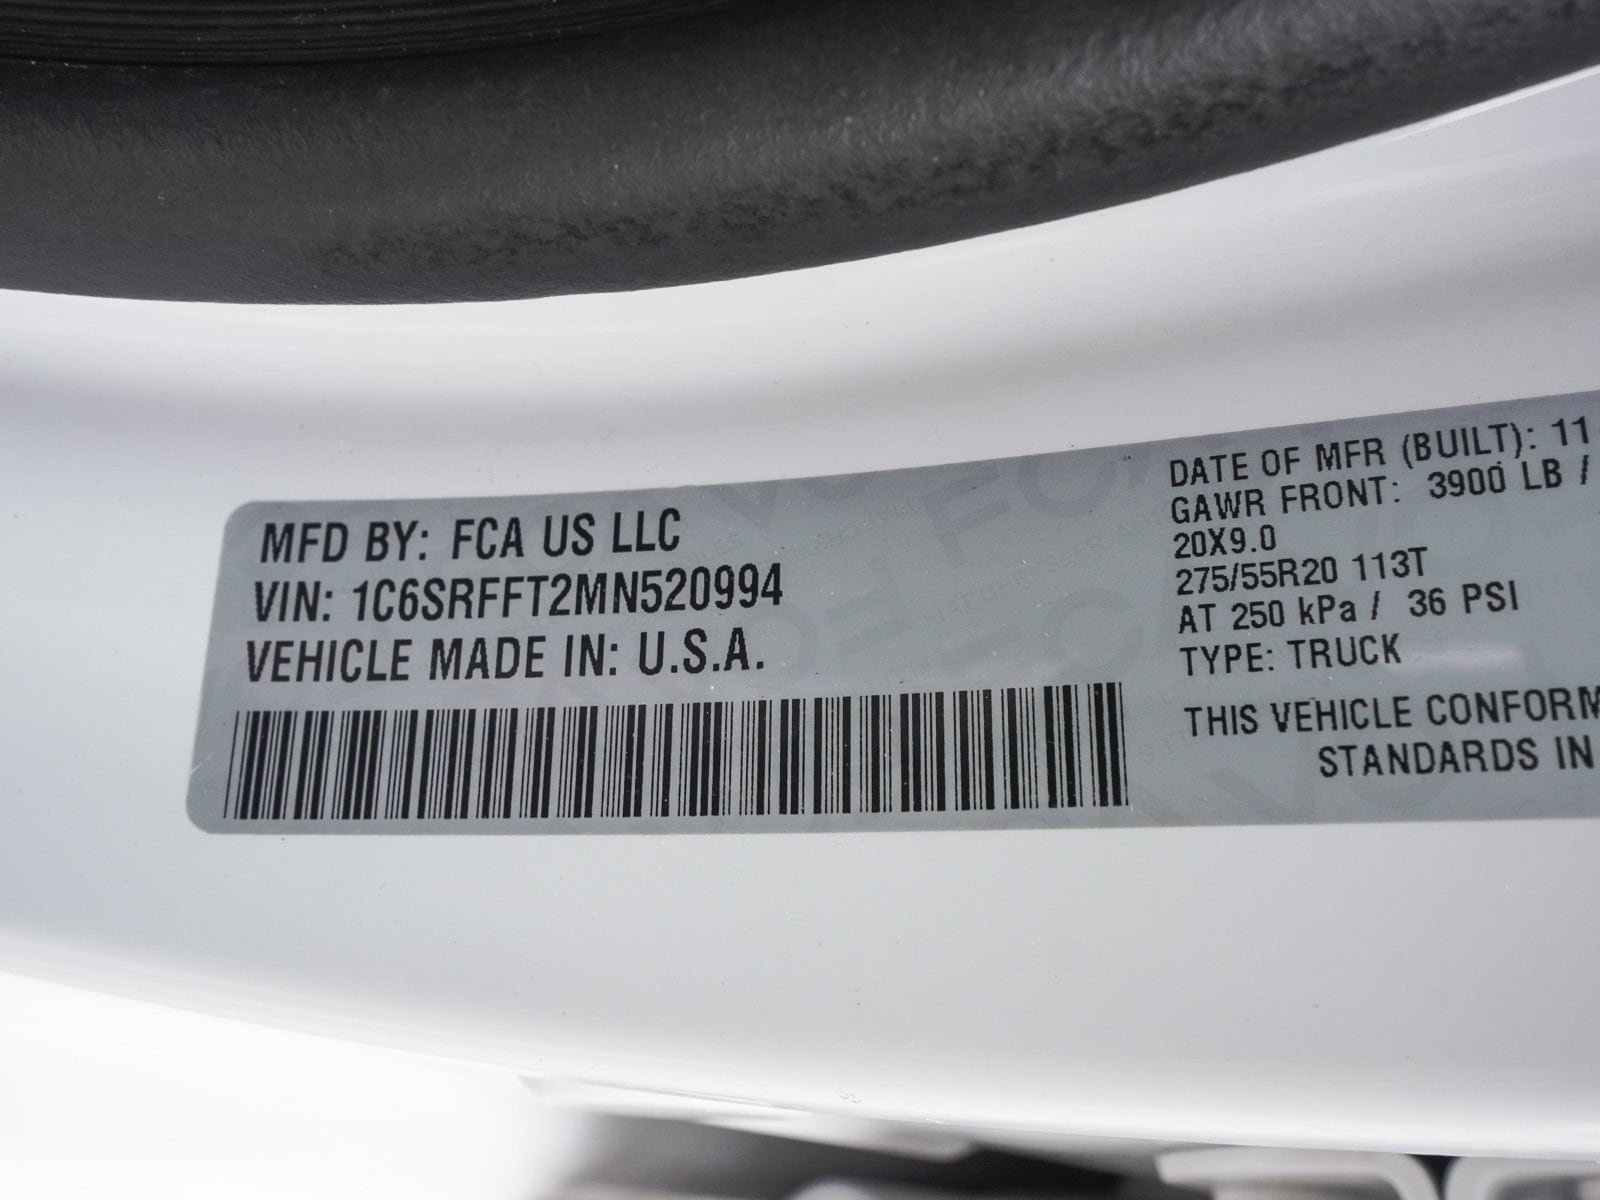 MFD BY: FCA US LLC
VIN: 1C6SRFFT2MN520994
VEHICLE MADE IN: U.S.A.
DATE OF MFR (BUILT): 11
GAWR FRONT: 3900 LB /
20X9.0
275/55R20 113T
AT 250 kPa / 36 PSI
TYPE: TRUCK
THIS VEHICLE CONFORM
STANDARDS IN